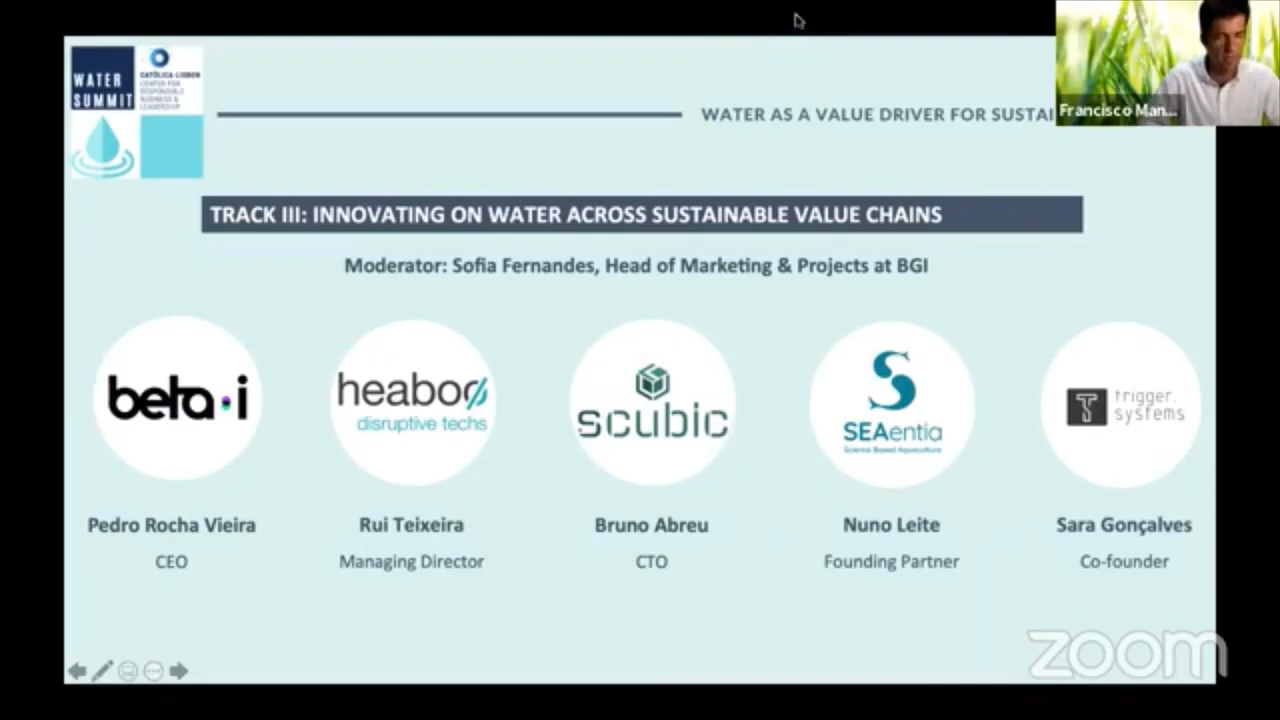 WATER
SUMMIT
CATÓLICA-LISBON
CENTER FOR
RESPONSIBLE
BUSINESS &
LEADERSHIP
WATER AS A VALUE DRIVER FOR SUSTAI
Francisco Man...
TRACK III: INNOVATING ON WATER ACROSS SUSTAINABLE VALUE CHAINS
Moderator: Sofia Fernandes, Head of Marketing & Projects at BGI
beta-i
heaboo
disruptive techs
scubic
SEAentia
Science Based Aquaculture
T trigger.
systems
Pedro Rocha Vieira
CEO
Rui Teixeira
Managing Director
Bruno Abreu
CTO
Nuno Leite
Founding Partner
Sara Gonçalves
Co-founder
zoom